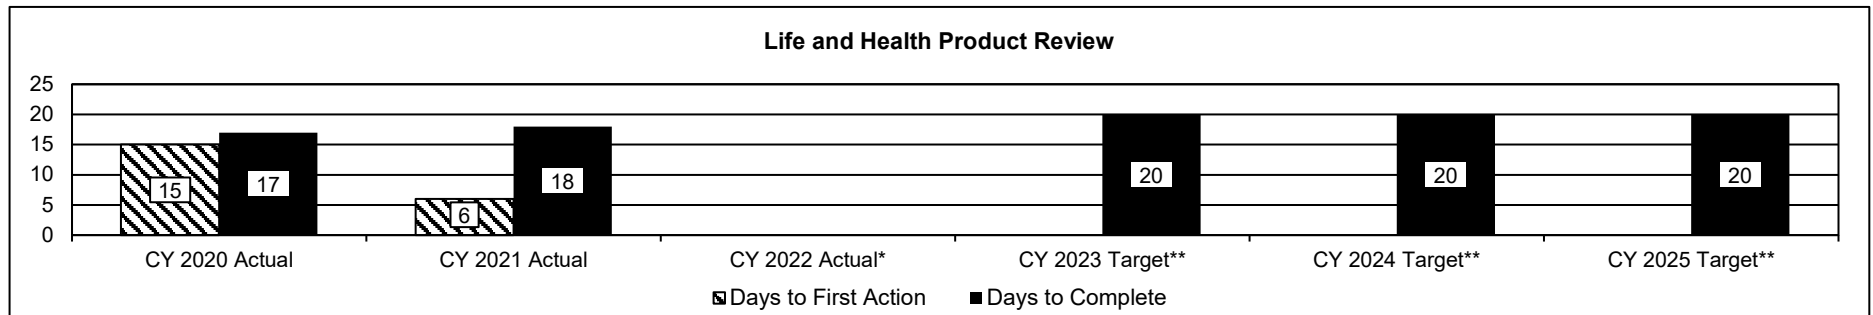 Life and Health Product Review
25
20
15
10
5
0
15
17
6
18
20
20
20
CY 2020 Actual
CY 2021 Actual
CY 2022 Actual*
CY 2023 Target**
CY 2024 Target**
CY 2025 Target**
Days to First Action
Days to Complete